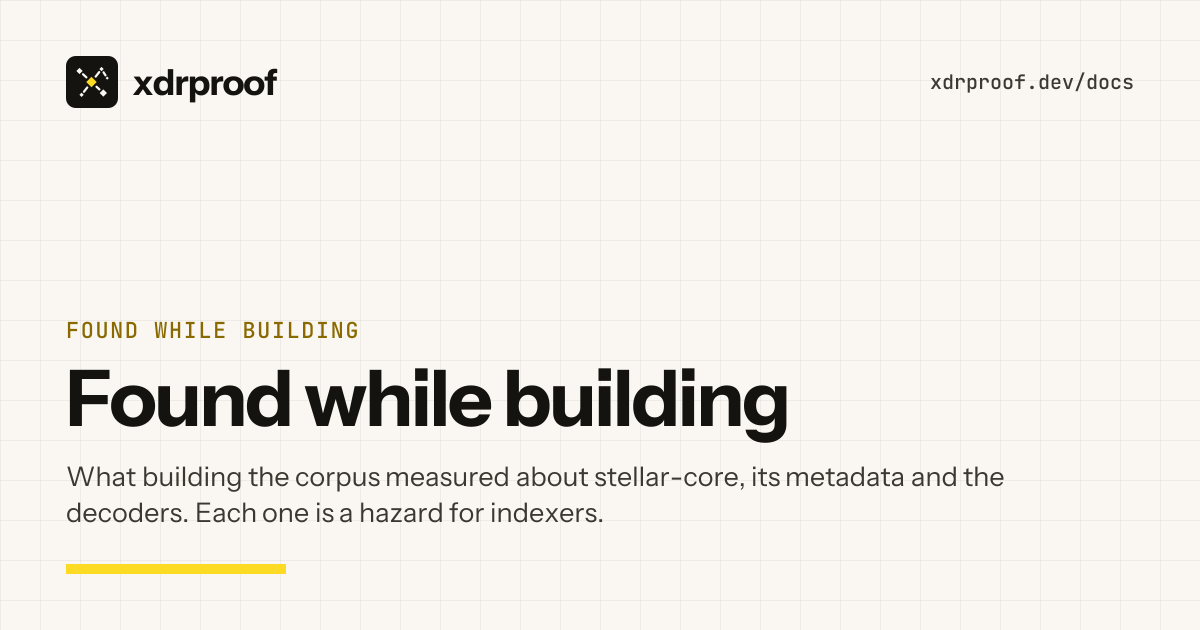 xdrproof
xdrproof.dev/docs
FOUND WHILE BUILDING
Found while building
What building the corpus measured about stellar-core, its metadata and the
decoders. Each one is a hazard for indexers.